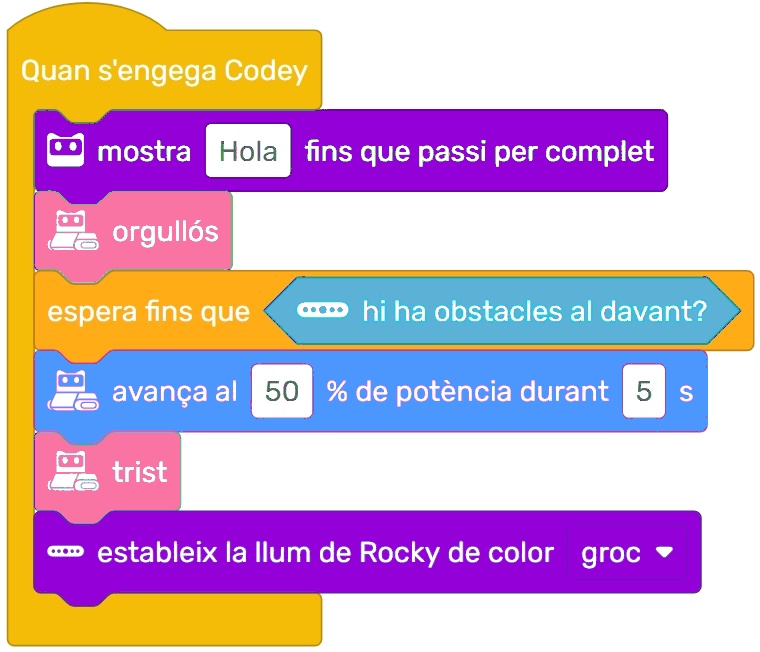 Quan s'engega Codey
mostra Hola fins que passi per complet
orgullós
espera fins que hi ha obstacles al davant?
avança al 50 % de potència durant 5 s
trist
estableix la llum de Rocky de color groc